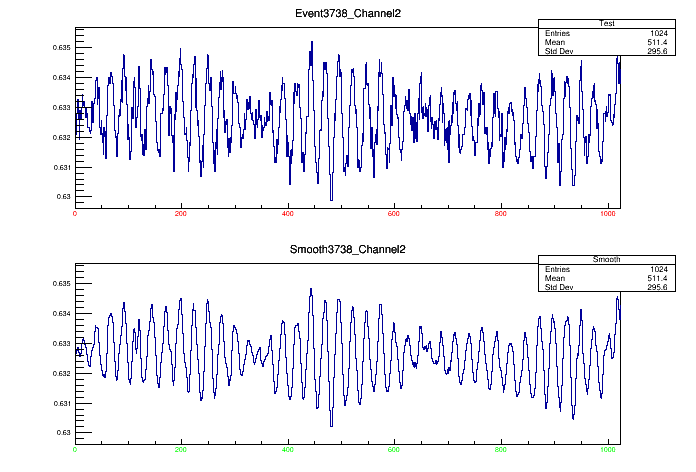 Event3738_Channel2
Test
Entries 1024
Mean 511.4
Std Dev 295.6
0.635
0.634
0.633
0.632
0.631
0.63
0 200 400 600 800 1000
Smooth3738_Channel2
Smooth
Entries 1024
Mean 511.4
Std Dev 295.6
0.635
0.634
0.633
0.632
0.631
0.63
0 200 400 600 800 1000